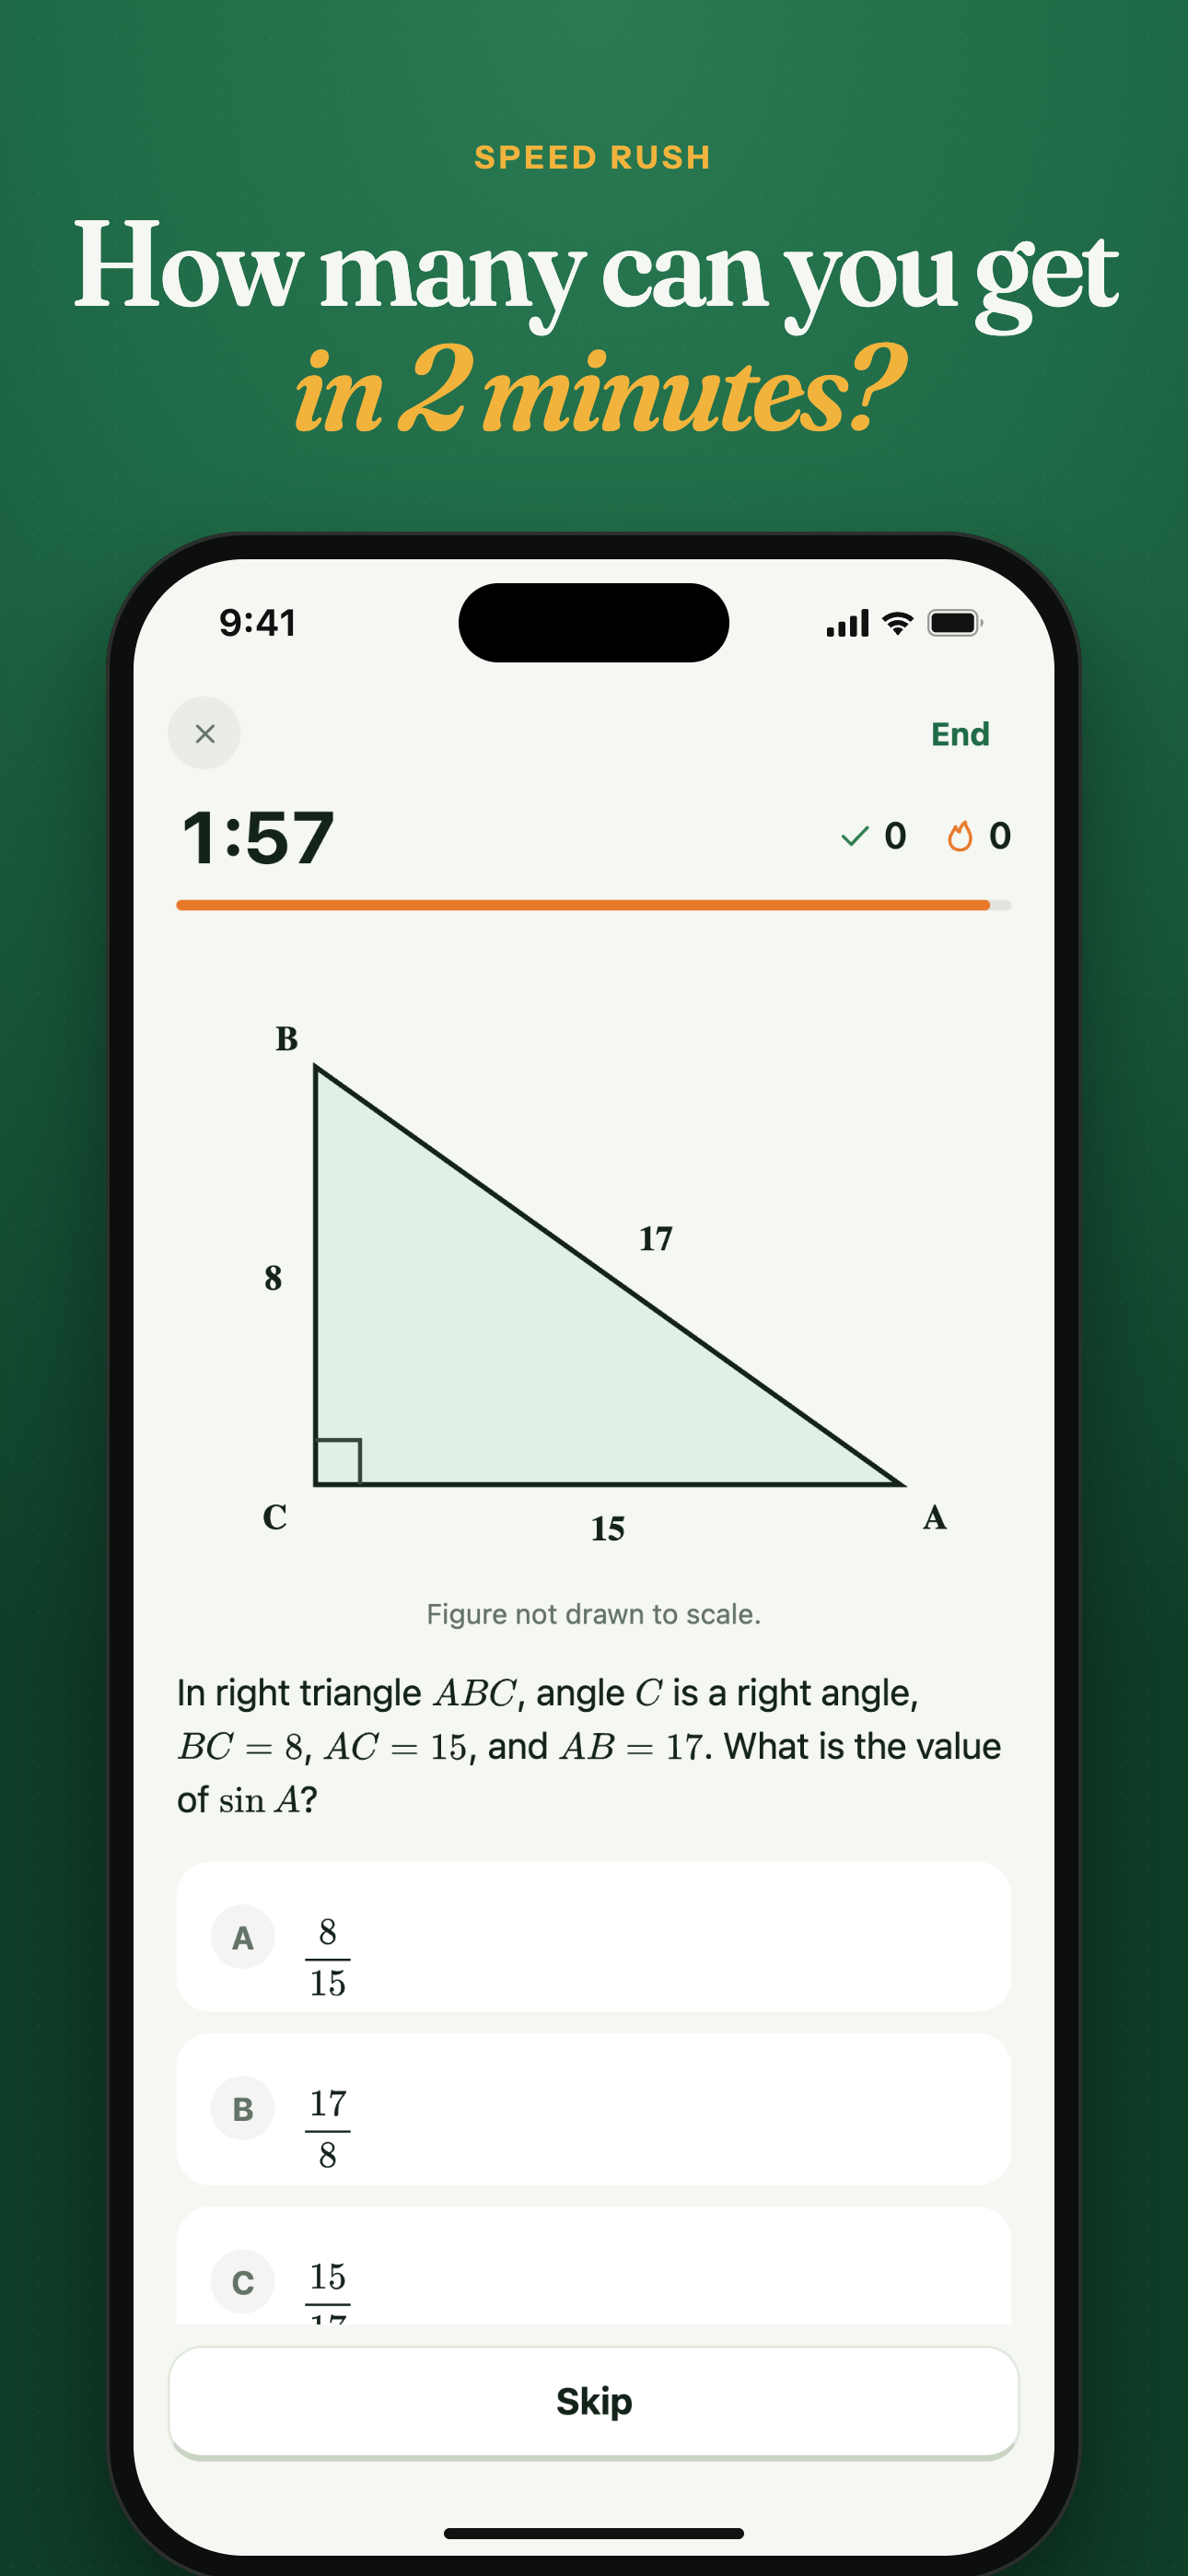 SPEED RUSH
How many can you get
in 2 minutes?
9:41
End
1:57
0 0
B
17
8
C
15
A
Figure not drawn to scale.
In right triangle ABC, angle C is a right angle,
BC = 8, AC = 15, and AB = 17. What is the value
of sin A?
A 8/15
B 17/8
C 15/17
Skip